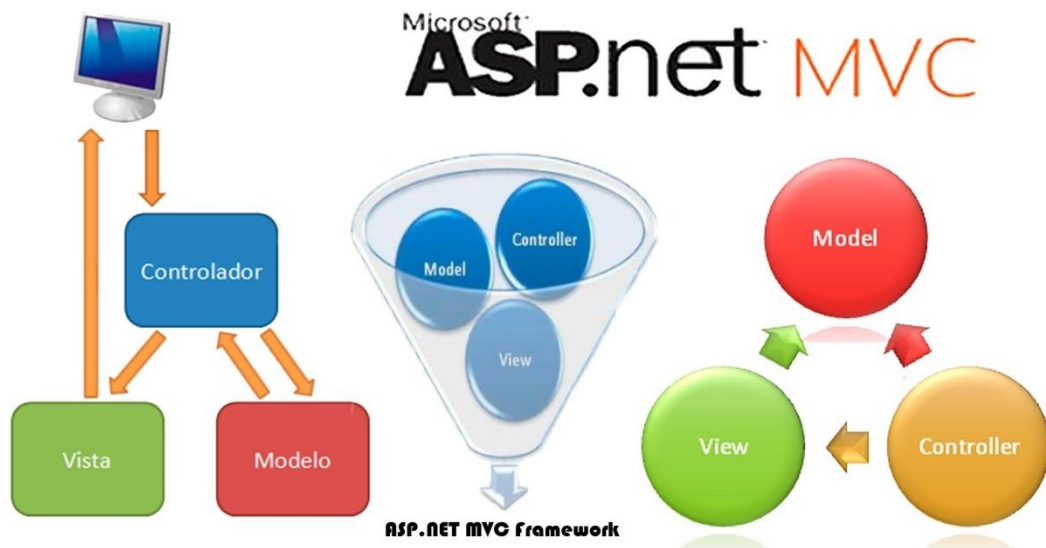 Microsoft
ASP.net MVC
Controlador
Vista
Modelo
Controller
Model
View
ASP.NET MVC Framework
Model
View
Controller